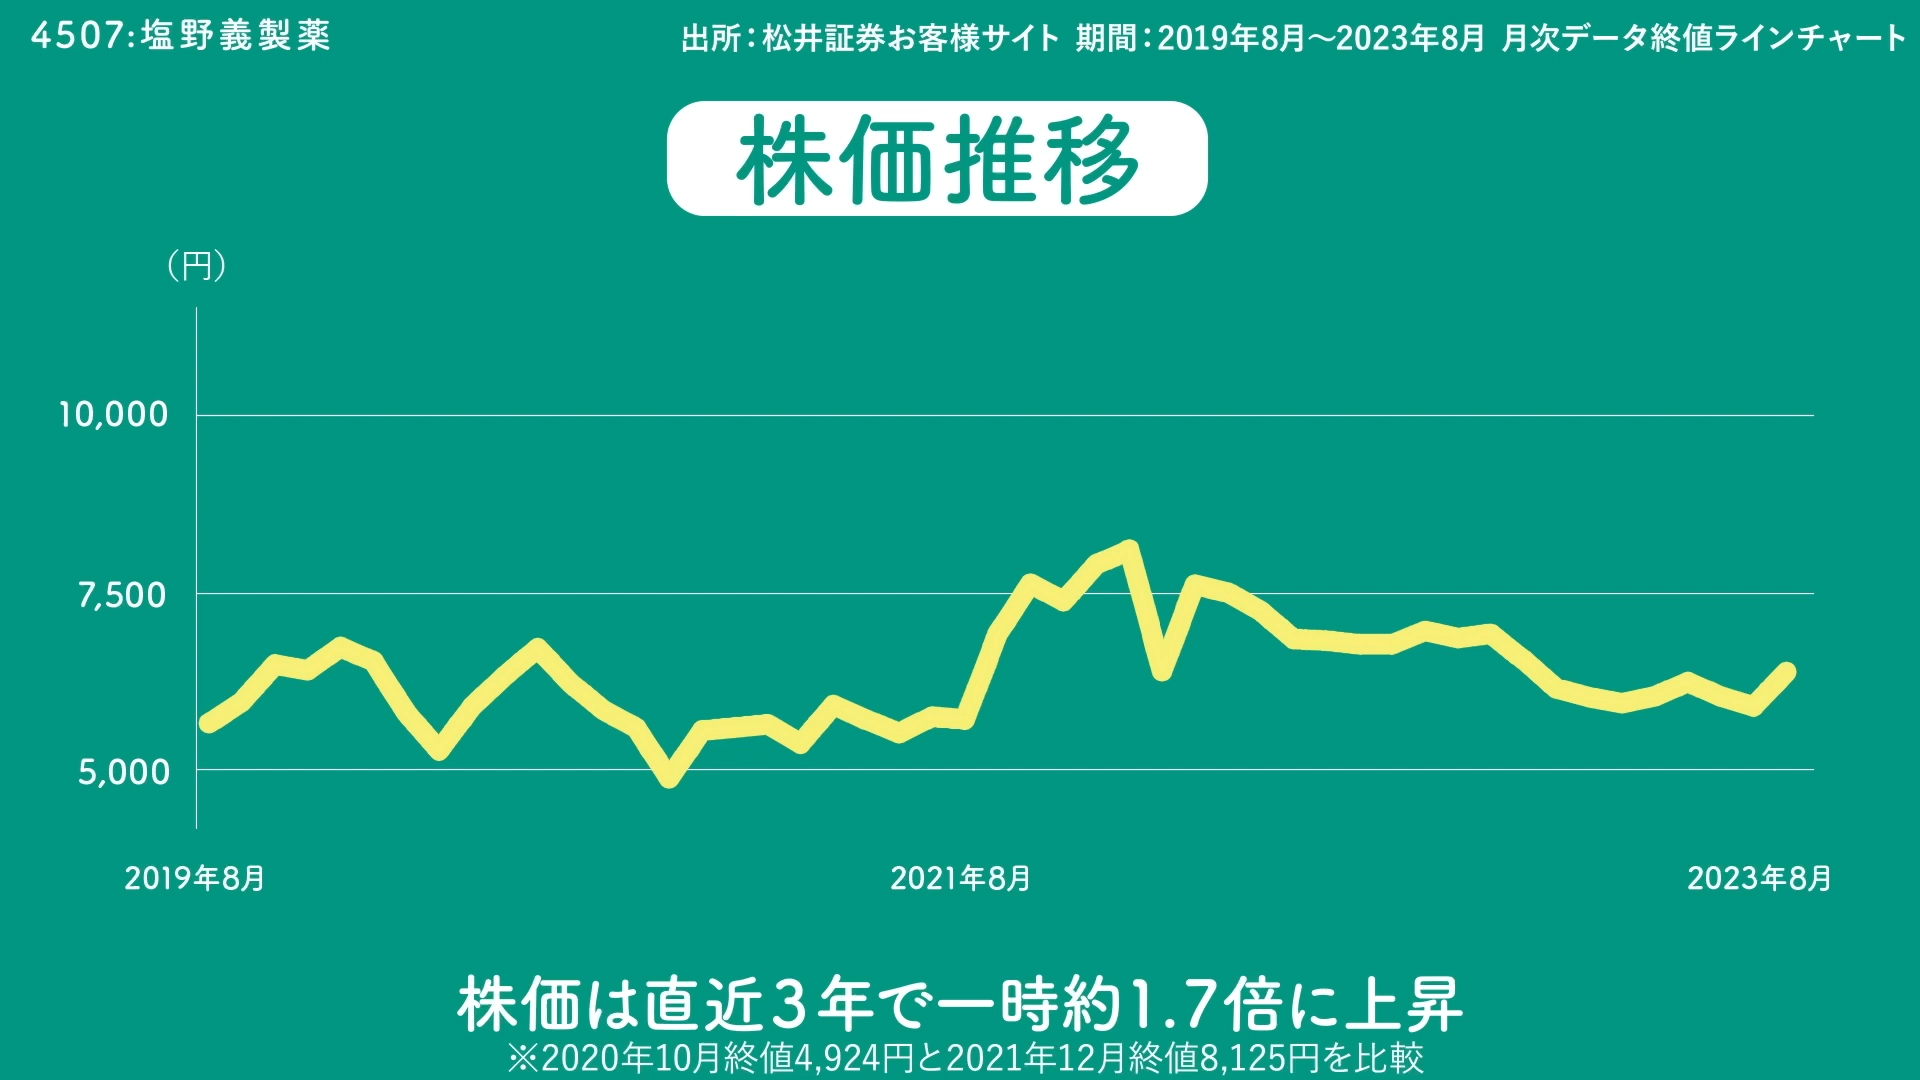 4507:塩野義製薬
出所：松井証券お客様サイト 期間：2019年8月〜2023年8月 月次データ終値ラインチャート
株価推移
（円）
10,000
7,500
5,000
2019年8月
2021年8月
2023年8月
株価は直近3年で一時約1.7倍に上昇
※2020年10月終値4,924円と2021年12月終値8,125円を比較